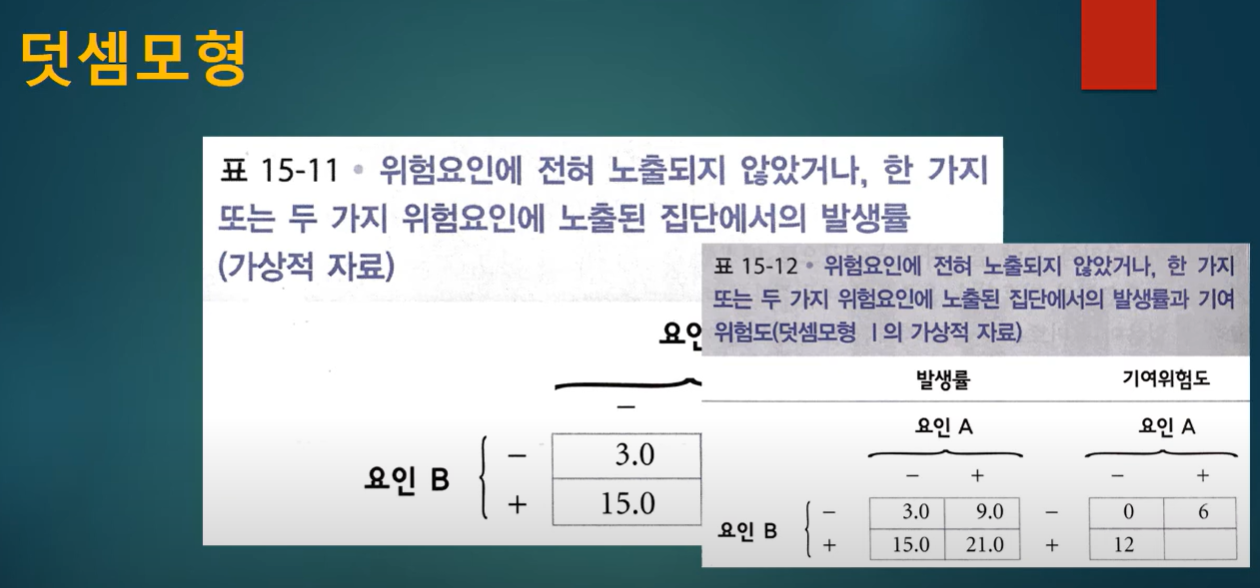 덧셈모형
표 15-11 • 위험요인에 전혀 노출되지 않았거나, 한 가지
또는 두 가지 위험요인에 노출된 집단에서의 발생률
(가상적 자료)
요인
−
요인 B − 3.0
+ 15.0
표 15-12 • 위험요인에 전혀 노출되지 않았거나, 한 가지
또는 두 가지 위험요인에 노출된 집단에서의 발생률과 기여
위험도(덧셈모형 Ⅰ의 가상적 자료)
발생률 기여위험도
요인 A 요인 A
− + − +
요인 B − 3.0 9.0 − 0 6
+ 15.0 21.0 + 12